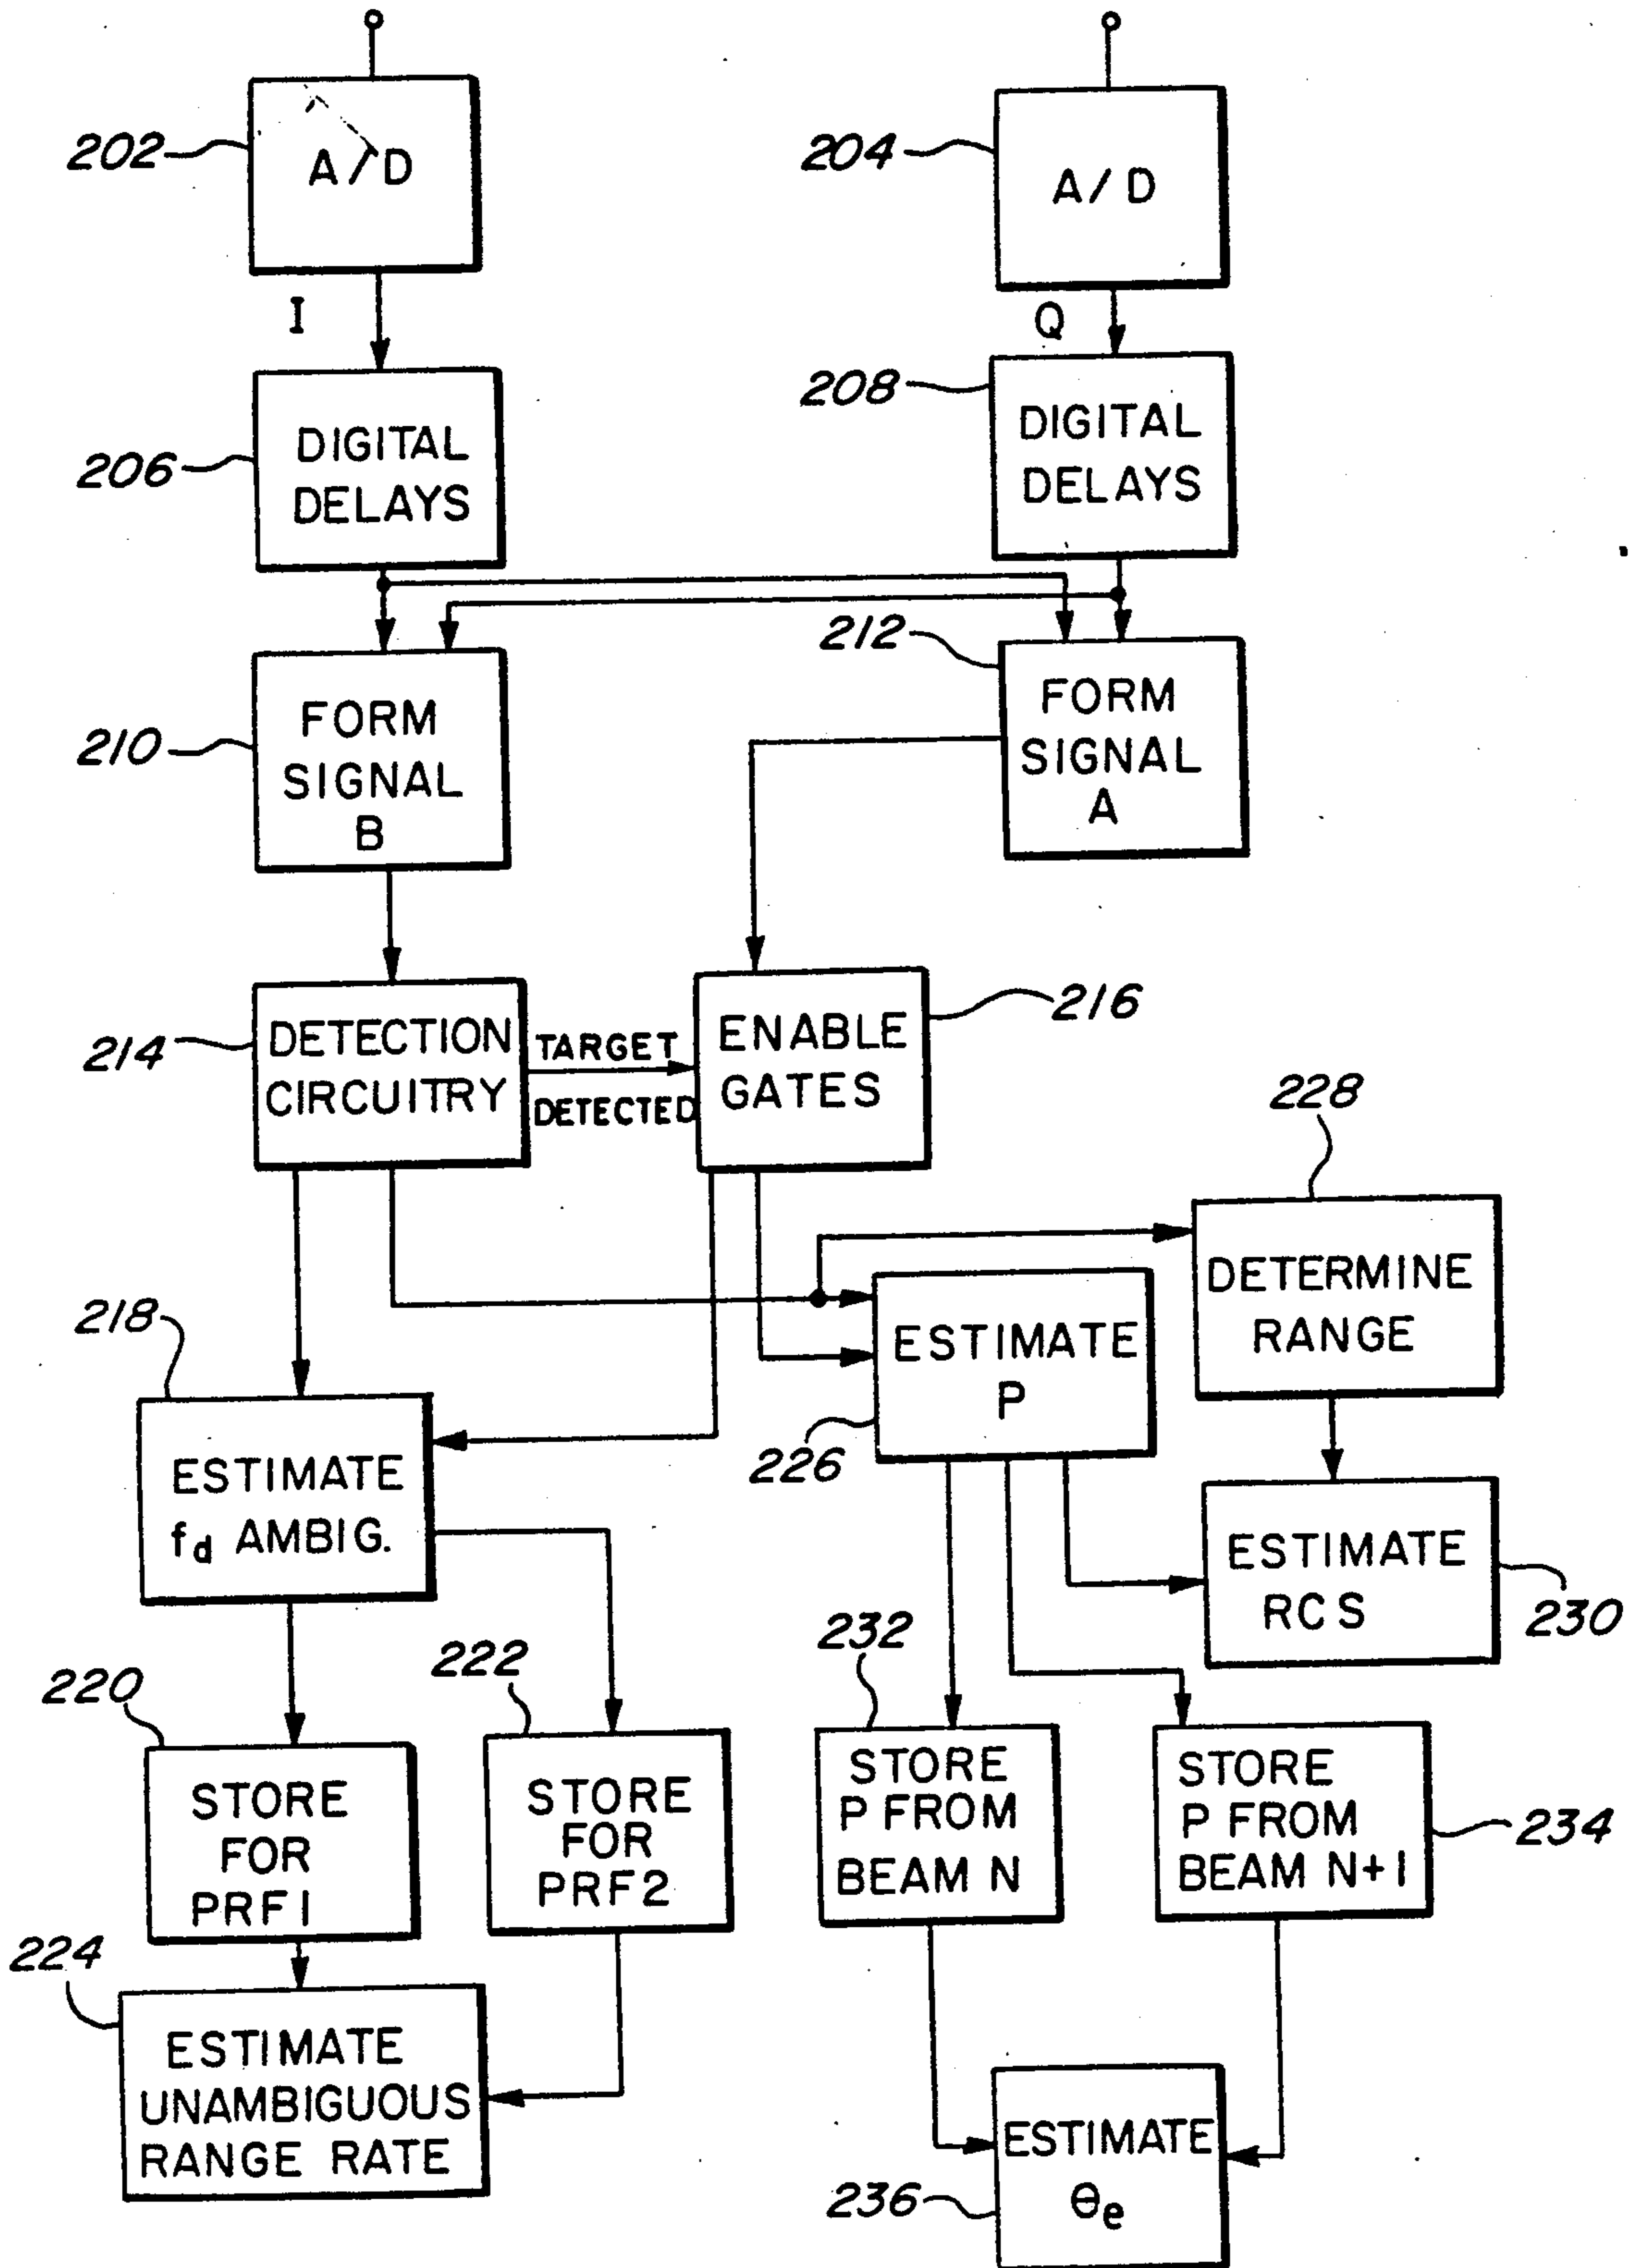 202
A/D
204
A/D
I
Q
206
DIGITAL
DELAYS
208
DIGITAL
DELAYS
210
FORM
SIGNAL
B
212
FORM
SIGNAL
A
214
DETECTION
CIRCUITRY
TARGET
DETECTED
ENABLE
GATES
216
228
DETERMINE
RANGE
218
ESTIMATE
fd AMBIG.
ESTIMATE
P
226
ESTIMATE
RCS
230
220
STORE
FOR
PRF1
222
STORE
FOR
PRF2
232
STORE
P FROM
BEAM N
STORE
P FROM
BEAM N+1
234
224
ESTIMATE
UNAMBIGUOUS
RANGE RATE
ESTIMATE
θe
236